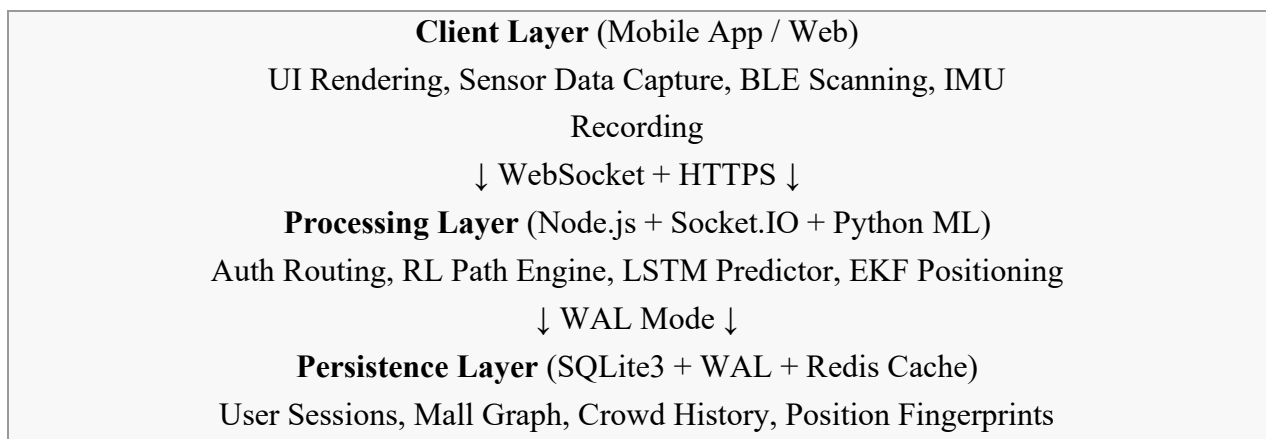 Client Layer (Mobile App / Web)
UI Rendering, Sensor Data Capture, BLE Scanning, IMU
Recording
↓ WebSocket + HTTPS ↓
Processing Layer (Node.js + Socket.IO + Python ML)
Auth Routing, RL Path Engine, LSTM Predictor, EKF Positioning
↓ WAL Mode ↓
Persistence Layer (SQLite3 + WAL + Redis Cache)
User Sessions, Mall Graph, Crowd History, Position Fingerprints